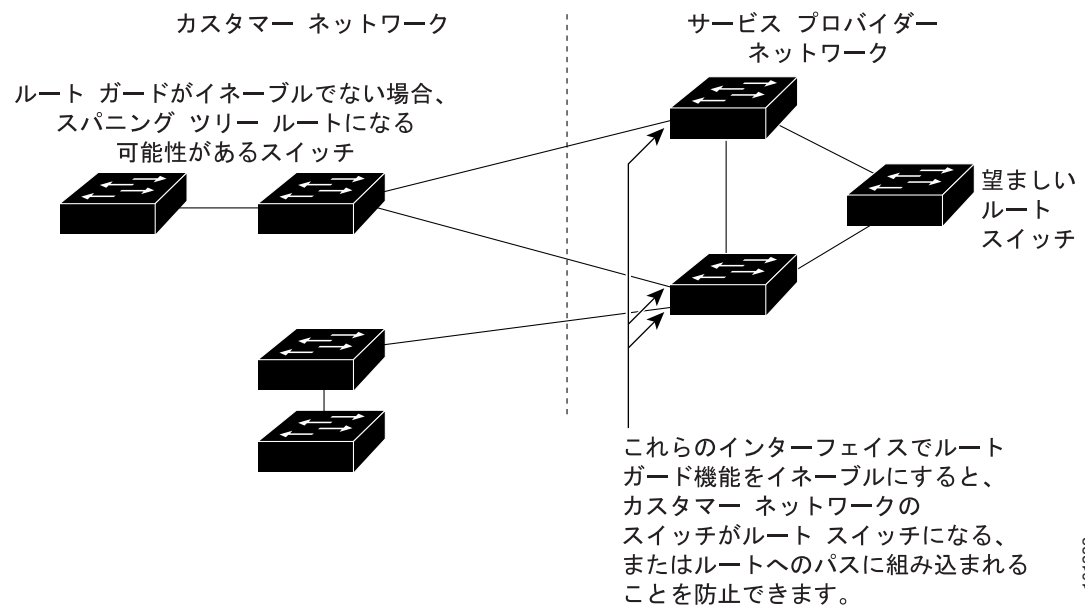 カスタマー ネットワーク
サービス プロバイダー
ネットワーク
ルート ガードがイネーブルでない場合、
スパニング ツリー ルートになる
可能性があるスイッチ
望ましい
ルート
スイッチ
これらのインターフェイスでルート
ガード機能をイネーブルにすると、
カスタマー ネットワークの
スイッチがルート スイッチになる、
またはルートへのパスに組み込まれる
ことを防止できます。